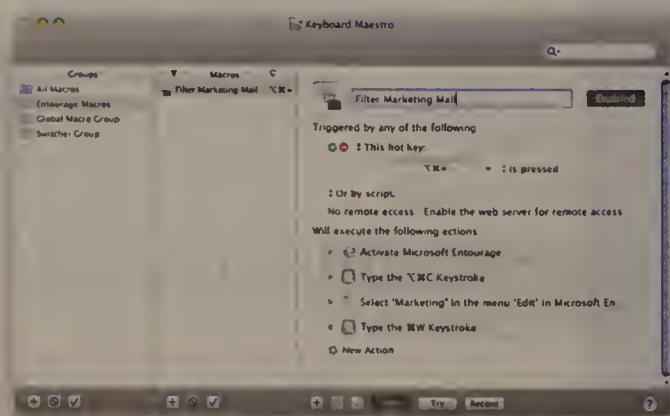 Keyboard Maestro
Groups
Macros
All Macros
Entourage Macros
Global Macro Group
Switcher Group
Filter Marketing Mail
Filter Marketing Mail
Enabled
Triggered by any of the following
This hot key:
is pressed
Or by script.
No remote access Enable the web server for remote access
Will execute the following actions
Activate Microsoft Entourage
Type the ⌥⌘C Keystroke
Select 'Marketing' in the menu 'Edit' in Microsoft En...
Type the ⌘W Keystroke
New Action
Try
Record